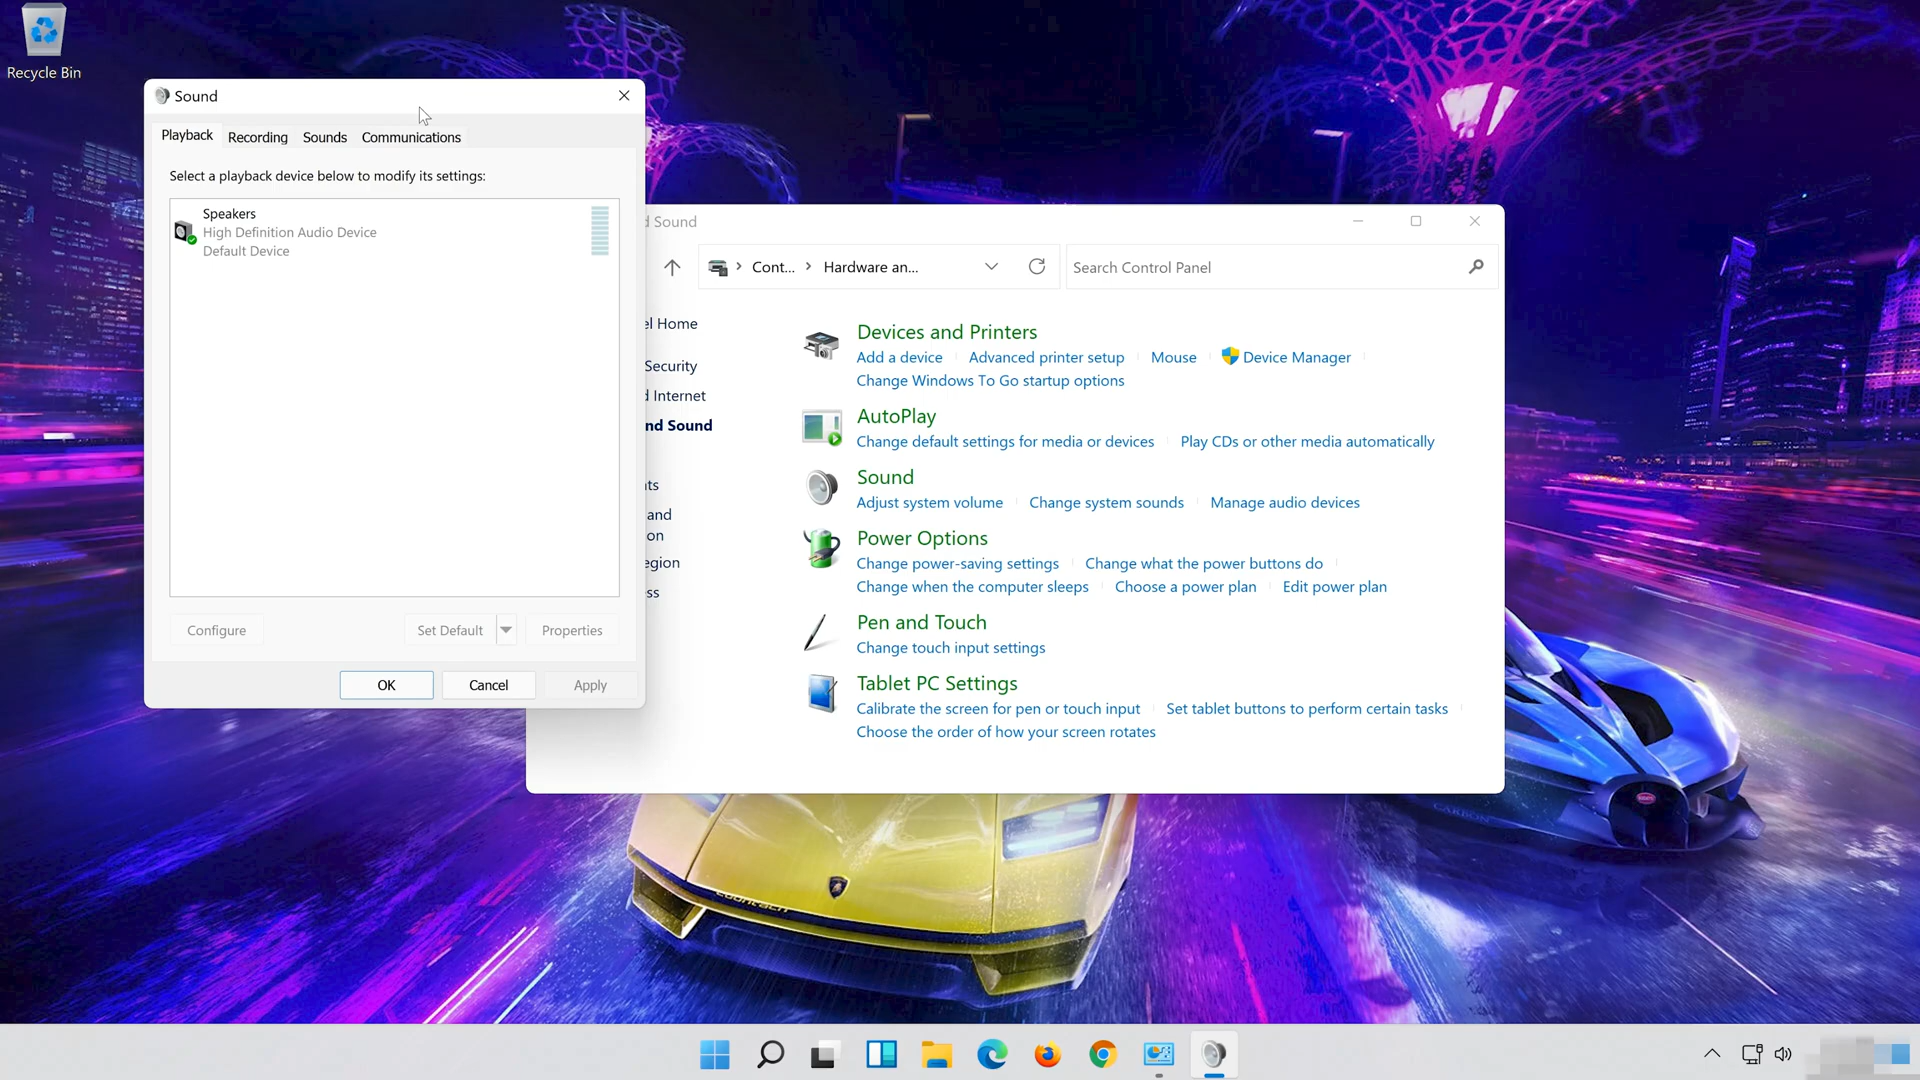 Recycle Bin
Sound
Playback
Recording
Sounds
Communications
Select a playback device below to modify its settings:
Speakers
High Definition Audio Device
Default Device
Configure
Set Default
Properties
OK
Cancel
Apply
d Sound
Cont...
Hardware an...
Search Control Panel
el Home
Security
d Internet
nd Sound
nts
and
on
egion
ss
Devices and Printers
Add a device
Advanced printer setup
Mouse
Device Manager
Change Windows To Go startup options
AutoPlay
Change default settings for media or devices
Play CDs or other media automatically
Sound
Adjust system volume
Change system sounds
Manage audio devices
Power Options
Change power-saving settings
Change what the power buttons do
Change when the computer sleeps
Choose a power plan
Edit power plan
Pen and Touch
Change touch input settings
Tablet PC Settings
Calibrate the screen for pen or touch input
Set tablet buttons to perform certain tasks
Choose the order of how your screen rotates